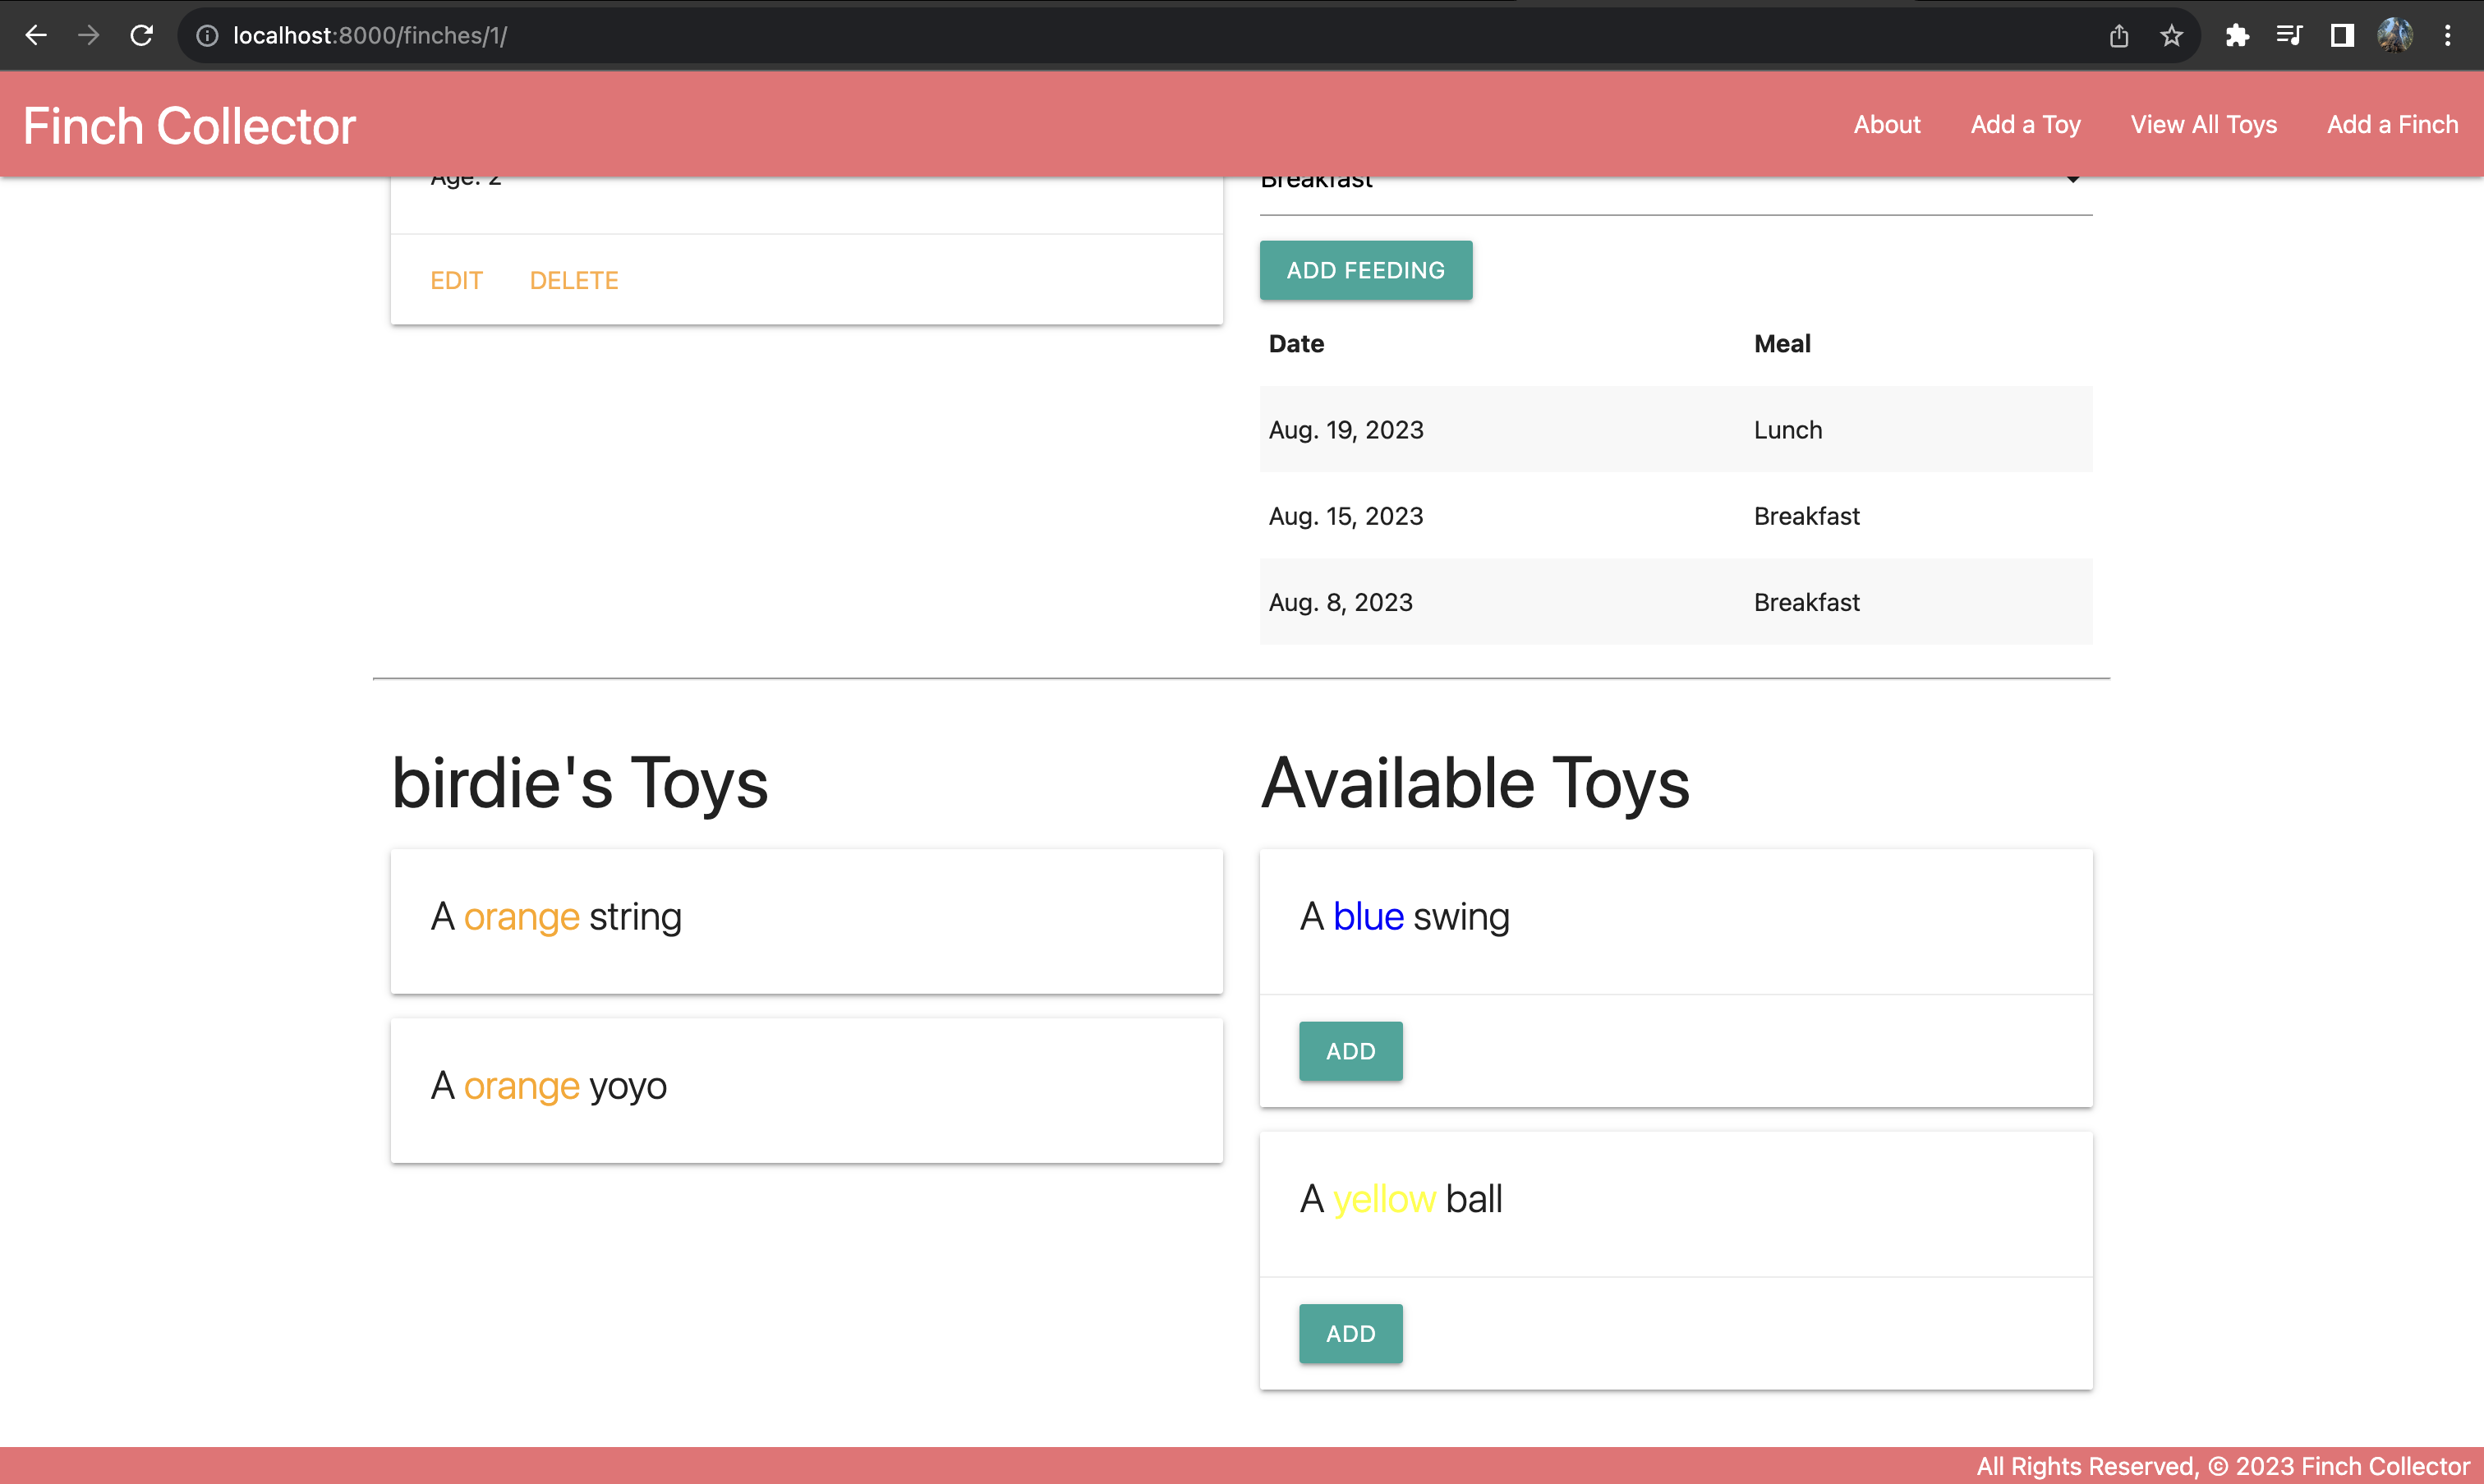 localhost:8000/finches/1/
Finch Collector
About
Add a Toy
View All Toys
Add a Finch
Age: 2
EDIT
DELETE
Breakfast
ADD FEEDING
Date Meal
Aug. 19, 2023 Lunch
Aug. 15, 2023 Breakfast
Aug. 8, 2023 Breakfast
birdie's Toys
A orange string
A orange yoyo
Available Toys
A blue swing
ADD
A yellow ball
ADD
All Rights Reserved, © 2023 Finch Collector